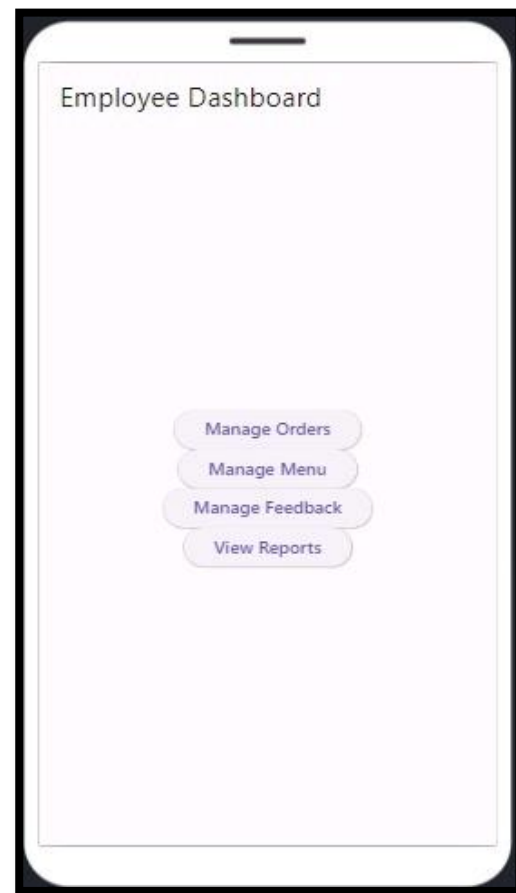 Employee Dashboard
Manage Orders
Manage Menu
Manage Feedback
View Reports